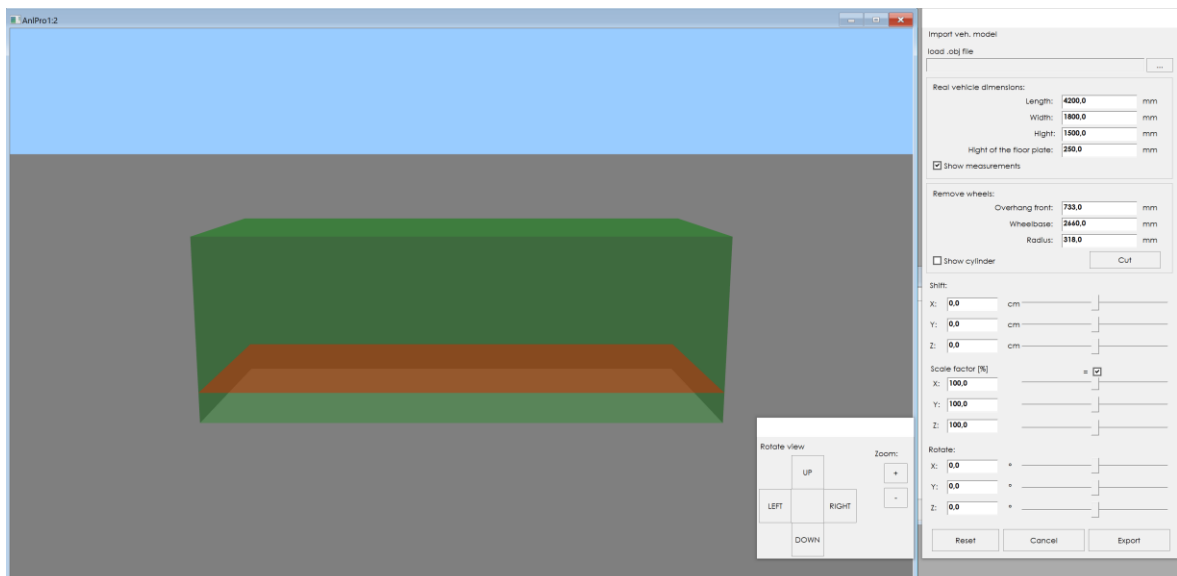 AnlPro1:2
Import veh. model
load .obj file
...
Real vehicle dimensions:
Length: 4200,0 mm
Width: 1800,0 mm
Hight: 1500,0 mm
Hight of the floor plate: 250,0 mm
Show measurements
Remove wheels:
Overhang front: 733,0 mm
Wheelbase: 2660,0 mm
Radius: 318,0 mm
Show cylinder Cut
Shift:
X: 0,0 cm
Y: 0,0 cm
Z: 0,0 cm
Scale factor [%] =
X: 100,0
Y: 100,0
Z: 100,0
Rotate:
X: 0,0 °
Y: 0,0 °
Z: 0,0 °
Reset Cancel Export
Rotate view
Zoom:
UP +
LEFT RIGHT -
DOWN